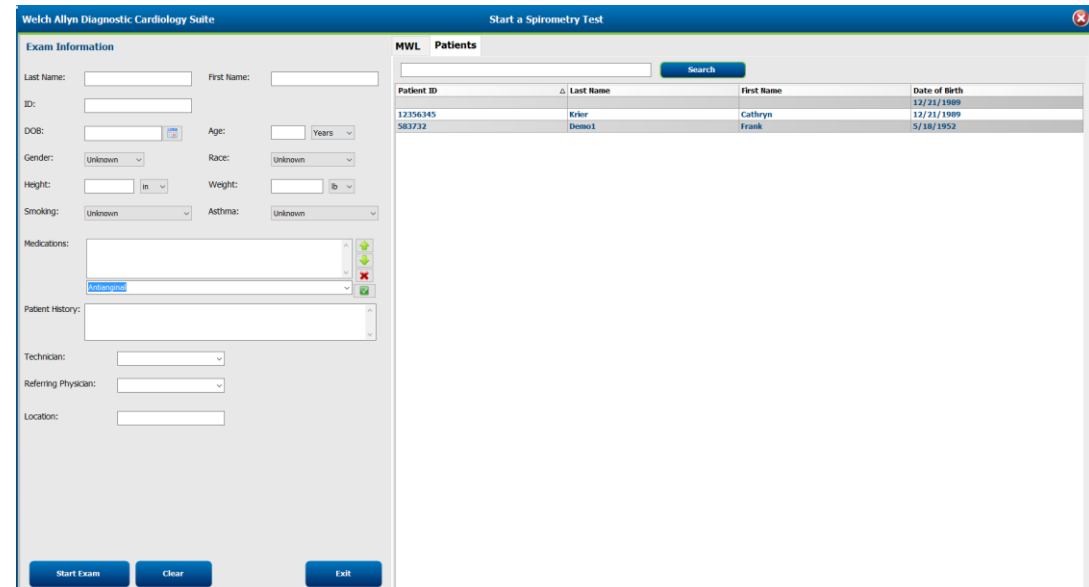 Welch Allyn Diagnostic Cardiology Suite
Start a Spirometry Test
Exam Information
Last Name:
First Name:
ID:
DOB:
Age:
Years
Gender:
Unknown
Race:
Unknown
Height:
in
Weight:
lb
Smoking:
Unknown
Asthma:
Unknown
Medications:
Antianginal
Patient History:
Technician:
Referring Physician:
Location:
Start Exam
Clear
Exit
MWL
Patients
Search
Patient ID Last Name First Name Date of Birth
12/21/1989
12356345 Krier Cathryn 12/21/1989
583732 Demo1 Frank 5/18/1952